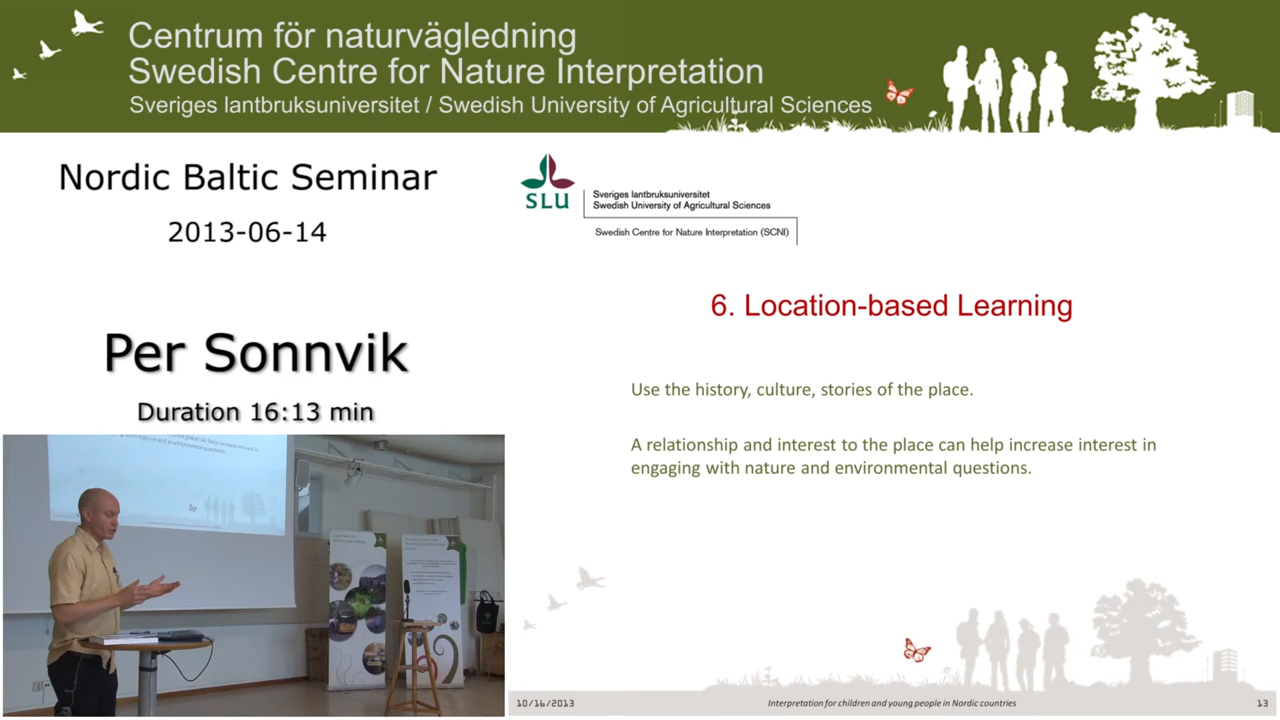 Centrum för naturvägledning
Swedish Centre for Nature Interpretation
Sveriges lantbruksuniversitet / Swedish University of Agricultural Sciences
Nordic Baltic Seminar
2013-06-14
Per Sonnvik
Duration 16:13 min
SLU
Sveriges lantbruksuniversitet
Swedish University of Agricultural Sciences
Swedish Centre for Nature Interpretation (SCNI)
6. Location-based Learning
Use the history, culture, stories of the place.
A relationship and interest to the place can help increase interest in
engaging with nature and environmental questions.
10/16/2013
Interpretation for children and young people in Nordic countries
13